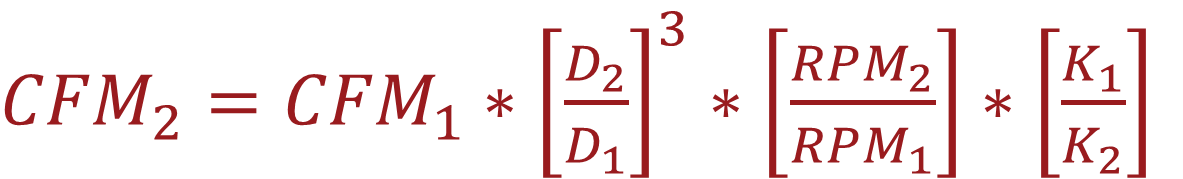 CFM₂ = CFM₁ * [D₂/D₁]³ * [RPM₂/RPM₁] * [K₁/K₂]